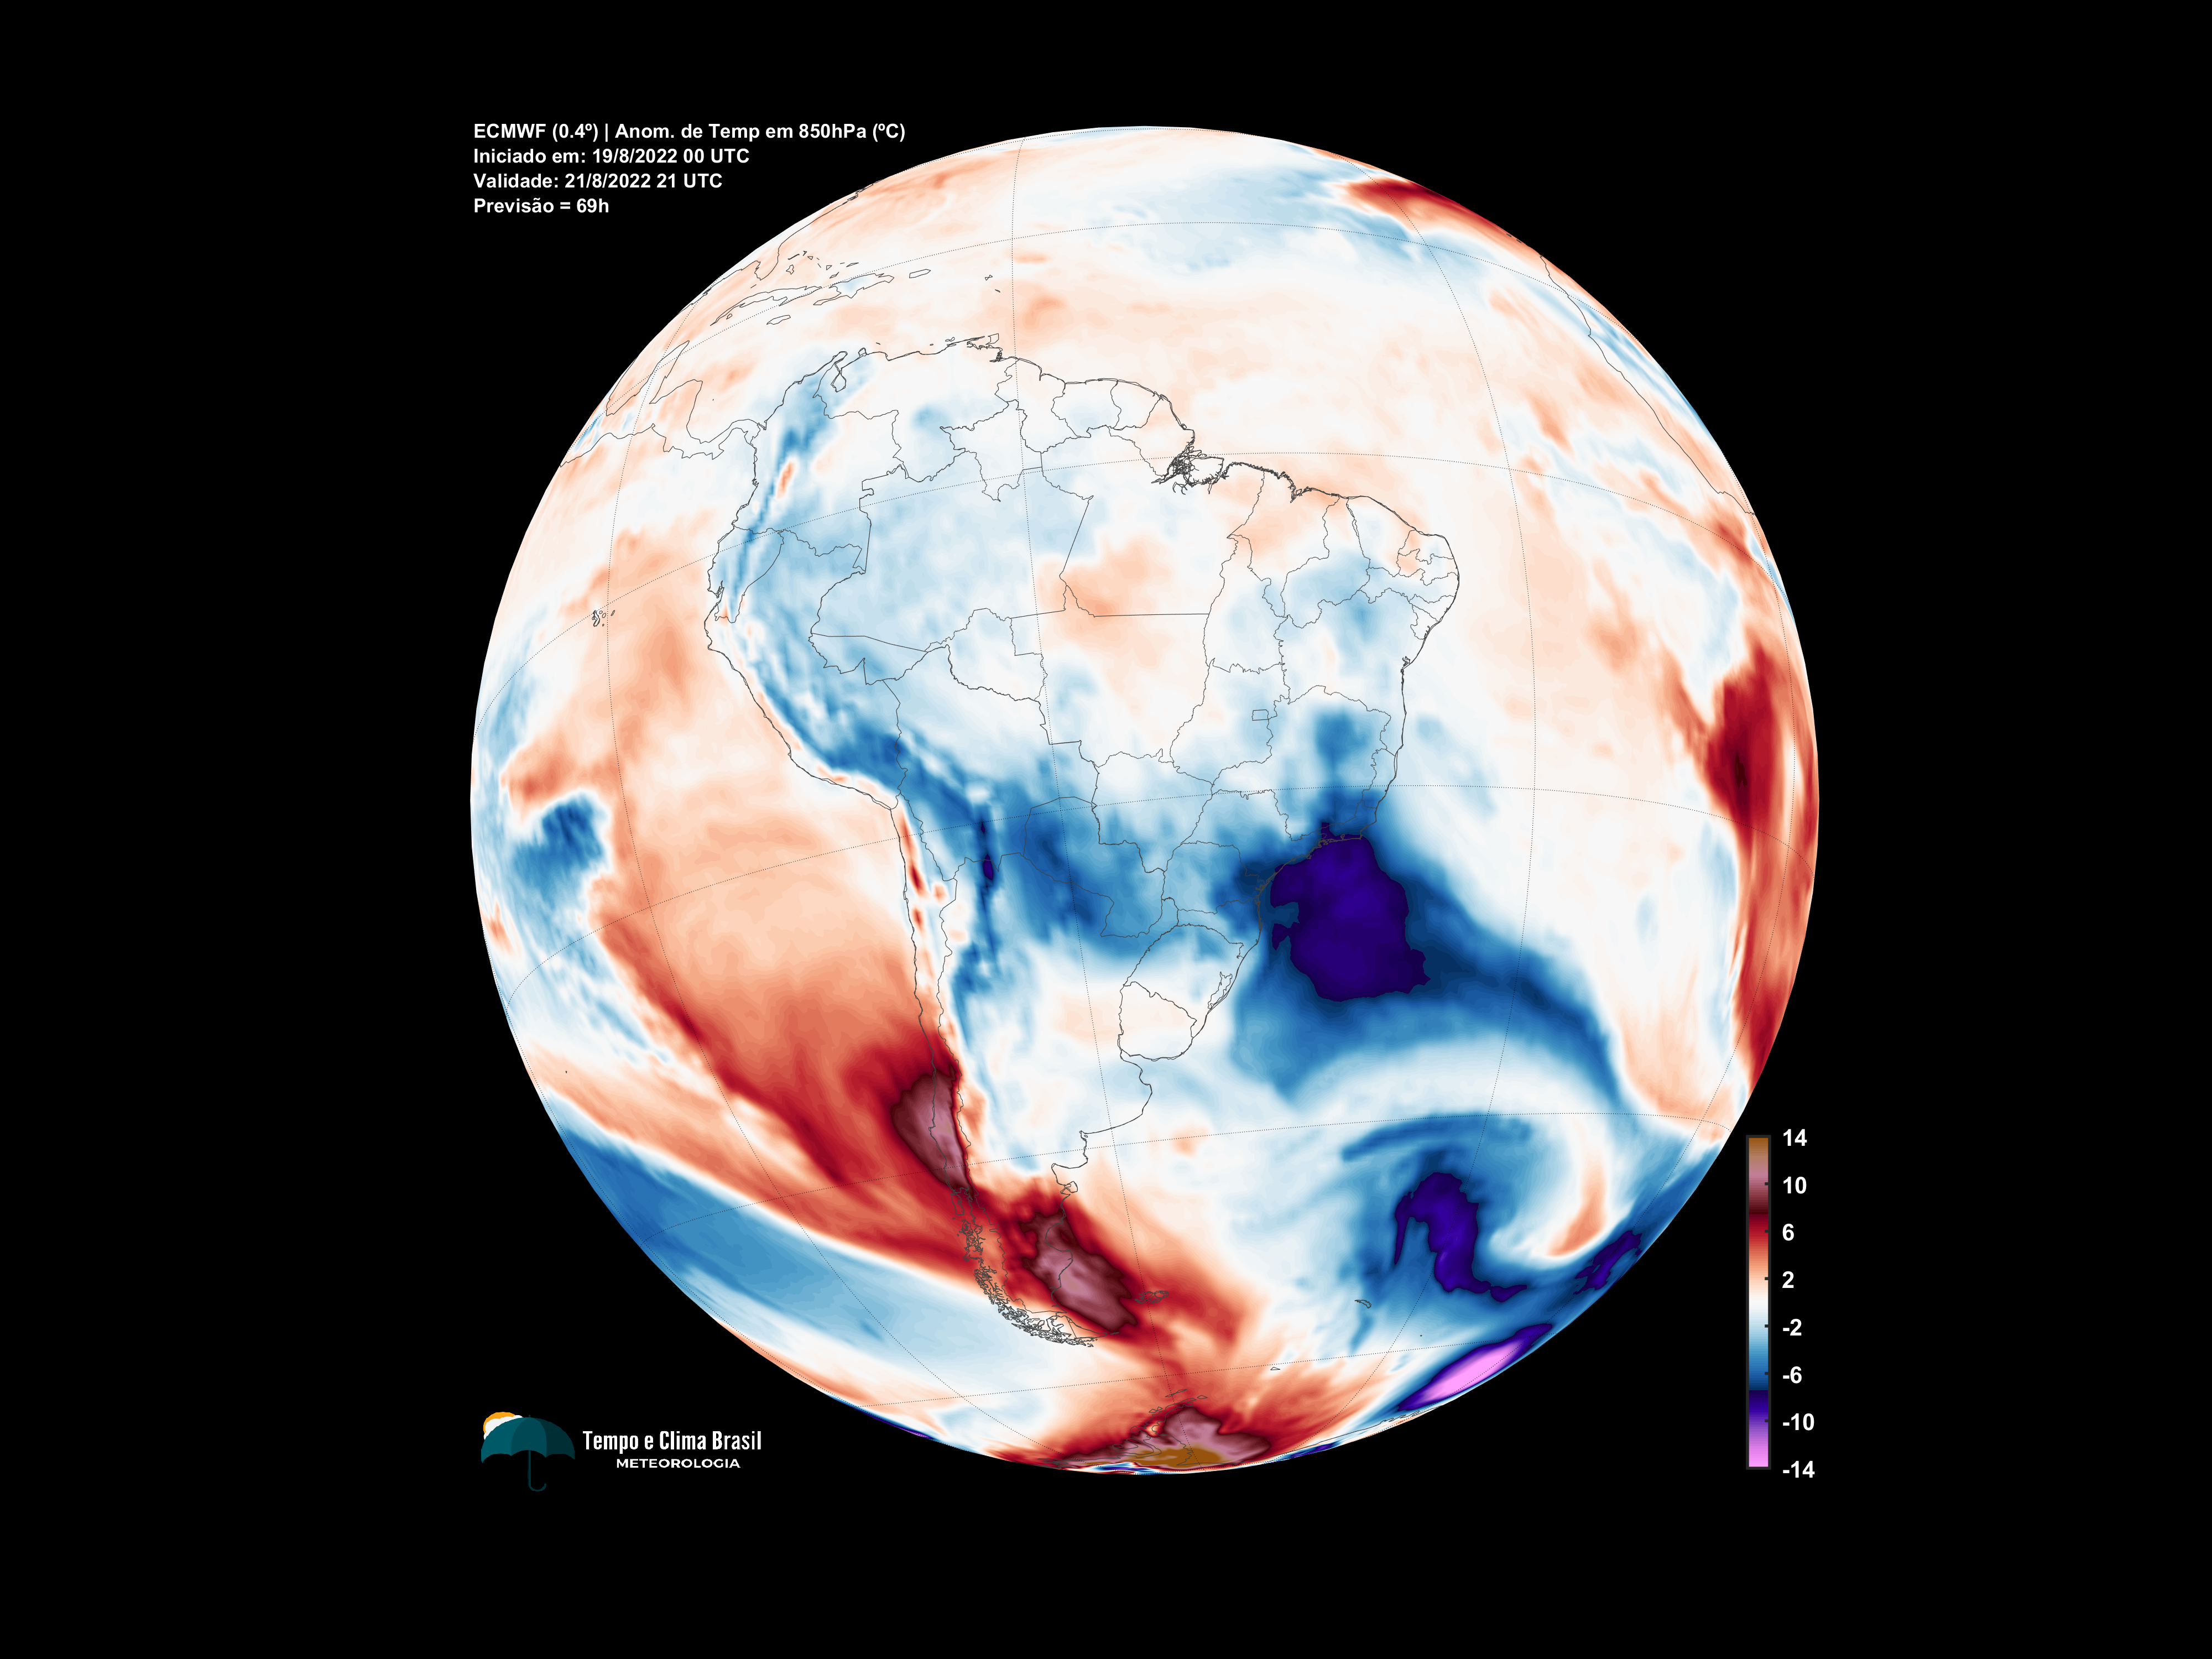 ECMWF (0.4º) | Anom. de Temp em 850hPa (ºC)
Iniciado em: 19/8/2022 00 UTC
Validade: 21/8/2022 21 UTC
Previsão = 69h
14
10
6
2
-2
-6
-10
-14
Tempo e Clima Brasil
METEOROLOGIA